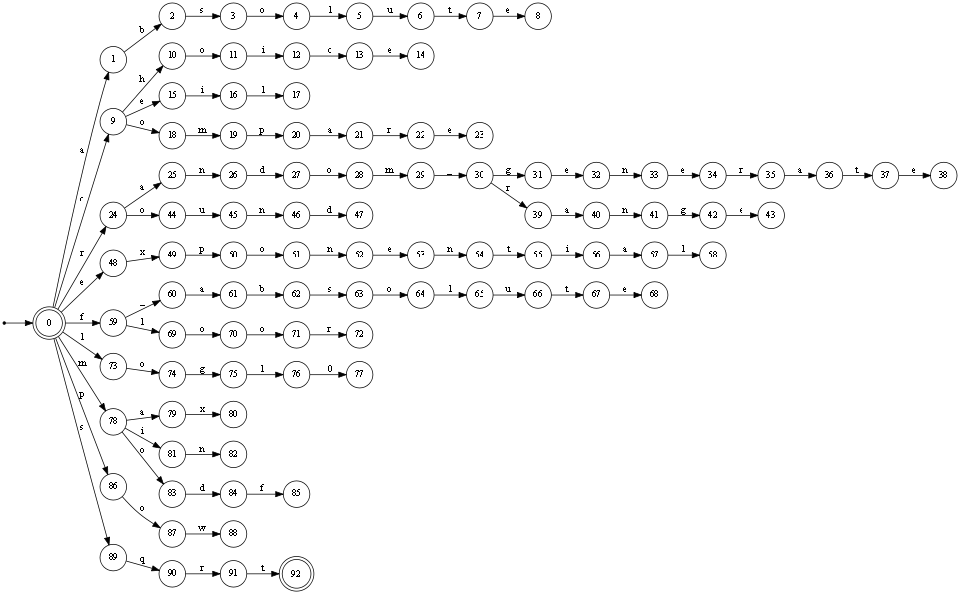 b 2 s 3 o 4 l 5 u 6 t 7 e 8
1
h 10 o 11 i 12 c 13 e 14
a
e 15 i 16 l 17
9
c o 18 m 19 p 20 a 21 r 22 e 23
a 25 n 26 d 27 o 28 m 29 _ 30 g 31 e 32 n 33 e 34 r 35 a 36 t 37 e 38
r
24 o 44 u 45 n 46 d 47 39 a 40 n 41 g 42 e 43
r
x 49 p 50 o 51 n 52 e 53 n 54 t 55 i 56 a 57 l 58
48
e
_ 60 a 61 b 62 s 63 o 64 l 65 u 66 t 67 e 68
0 f 59
l 69 o 70 o 71 r 72
l
73 o 74 g 75 l 76 0 77
m
p a 79 x 80
78
s i 81 n 82
o
83 d 84 f 85
86
o 87 w 88
89
q 90 r 91 t 92